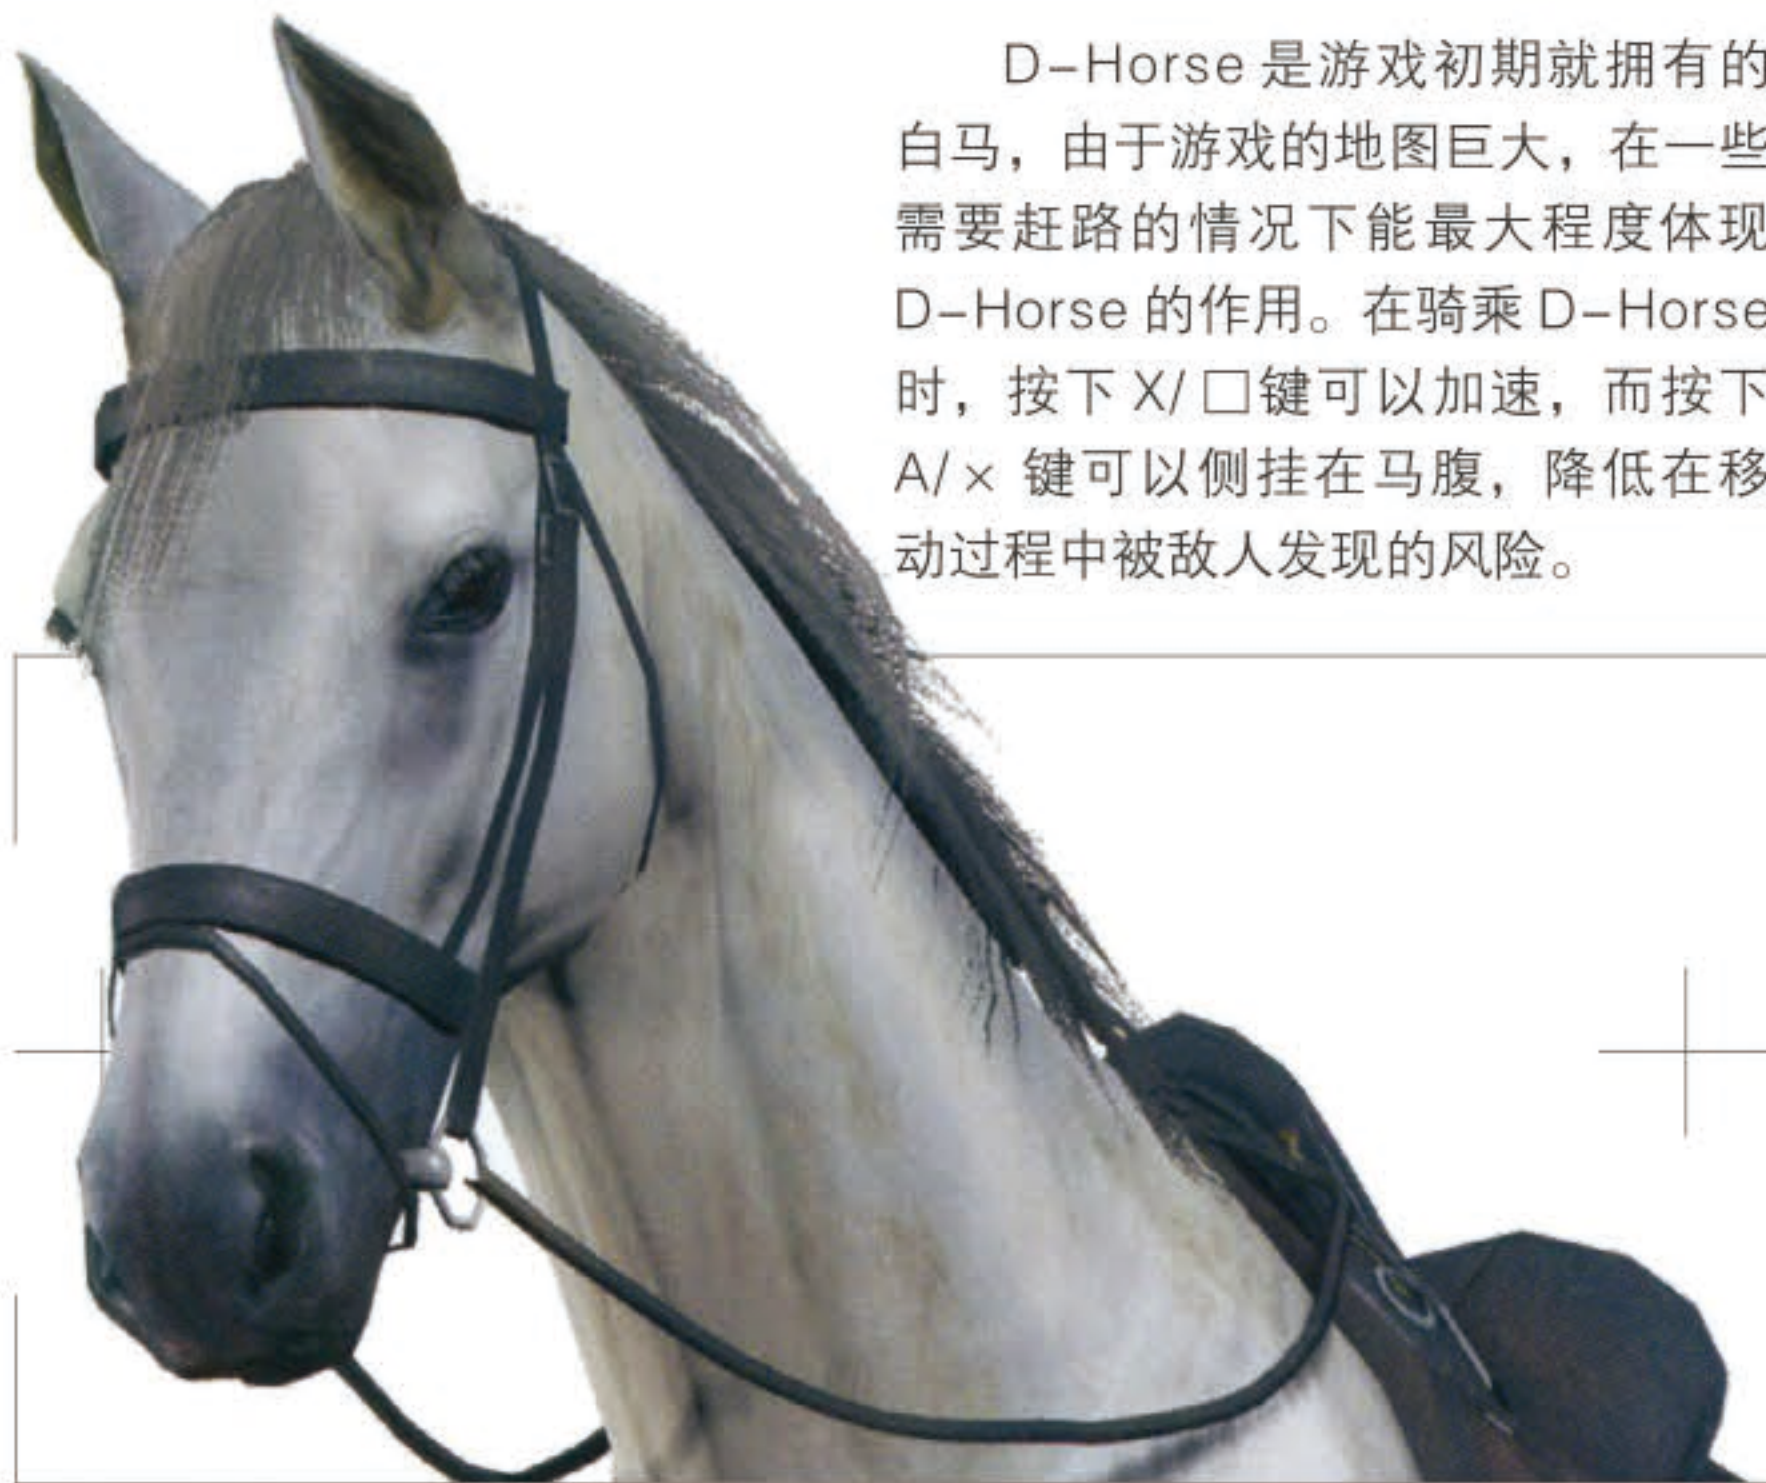 D-Horse 是游戏初期就拥有的
白马，由于游戏的地图巨大，在一些
需要赶路的情况下能最大程度体现
D-Horse 的作用。在骑乘 D-Horse
时，按下 X/ □键可以加速，而按下
A/× 键可以侧挂在马腹，降低在移
动过程中被敌人发现的风险。